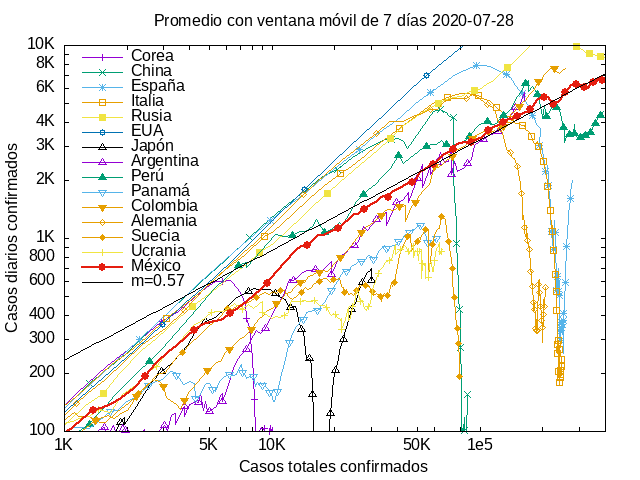 Promedio con ventana móvil de 7 días 2020-07-28
Casos diarios confirmados
10K
8K
6K
4K
3K
2K
1K
800
600
400
300
200
100
Corea
China
España
Italia
Rusia
EUA
Japón
Argentina
Perú
Panamá
Colombia
Alemania
Suecia
Ucrania
México
m=0.57
1K 5K 10K 50K 1e5
Casos totales confirmados